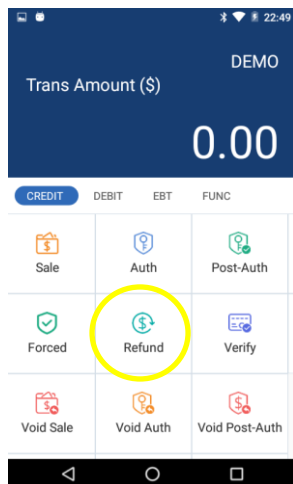 22:49
DEMO
Trans Amount ($)
0.00
CREDIT DEBIT EBT FUNC
Sale Auth Post-Auth
Forced Refund Verify
Void Sale Void Auth Void Post-Auth